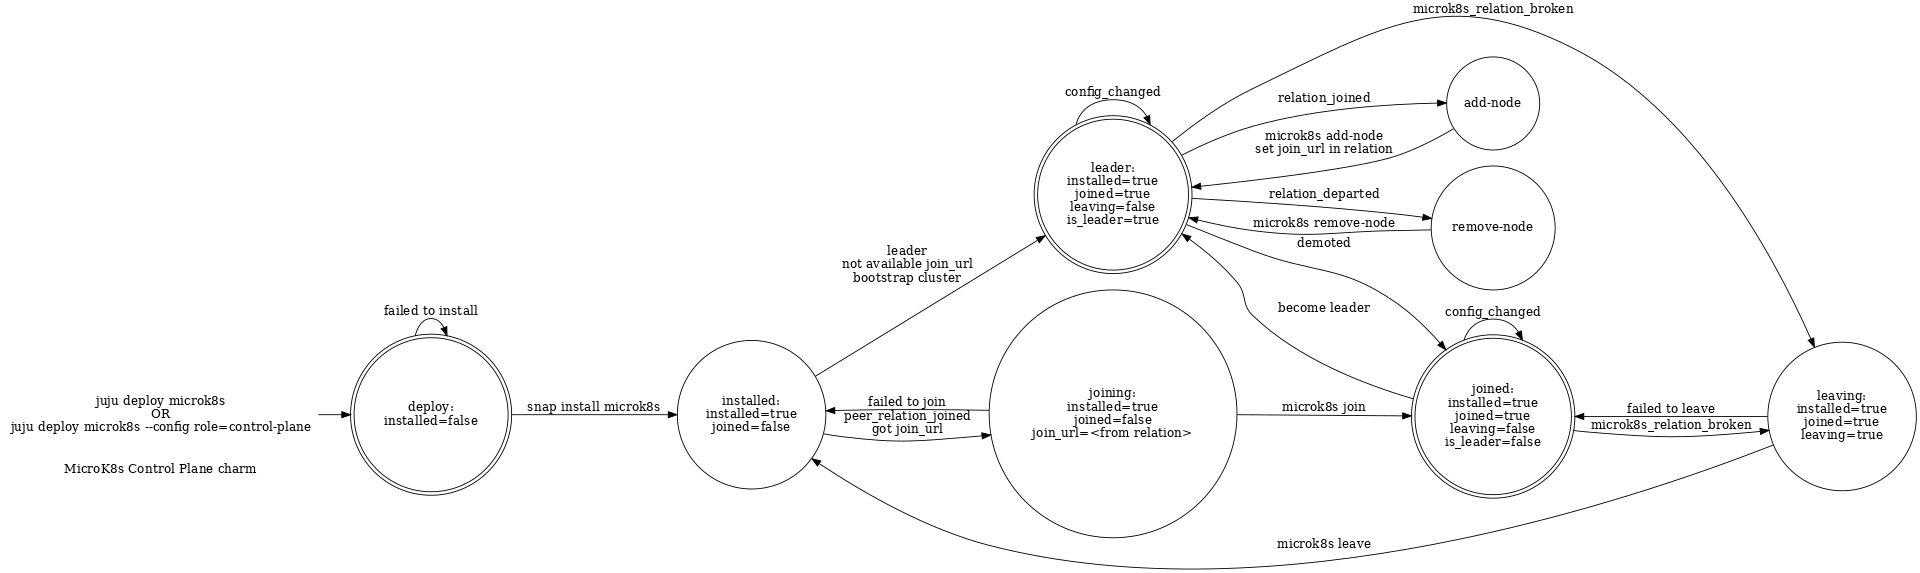 juju deploy microk8s
OR
juju deploy microk8s --config role=control-plane
MicroK8s Control Plane charm
failed to install
deploy:
installed=false
snap install microk8s
installed:
installed=true
joined=false
leader
not available join_url
bootstrap cluster
failed to join
peer_relation_joined
got join_url
config_changed
leader:
installed=true
joined=true
leaving=false
is_leader=true
joining:
installed=true
joined=false
join_url=<from relation>
microk8s_relation_broken
relation_joined
microk8s add-node
set join_url in relation
relation_departed
microk8s remove-node
demoted
become leader
microk8s join
add-node
remove-node
config_changed
joined:
installed=true
joined=true
leaving=false
is_leader=false
failed to leave
microk8s_relation_broken
leaving:
installed=true
joined=true
leaving=true
microk8s leave